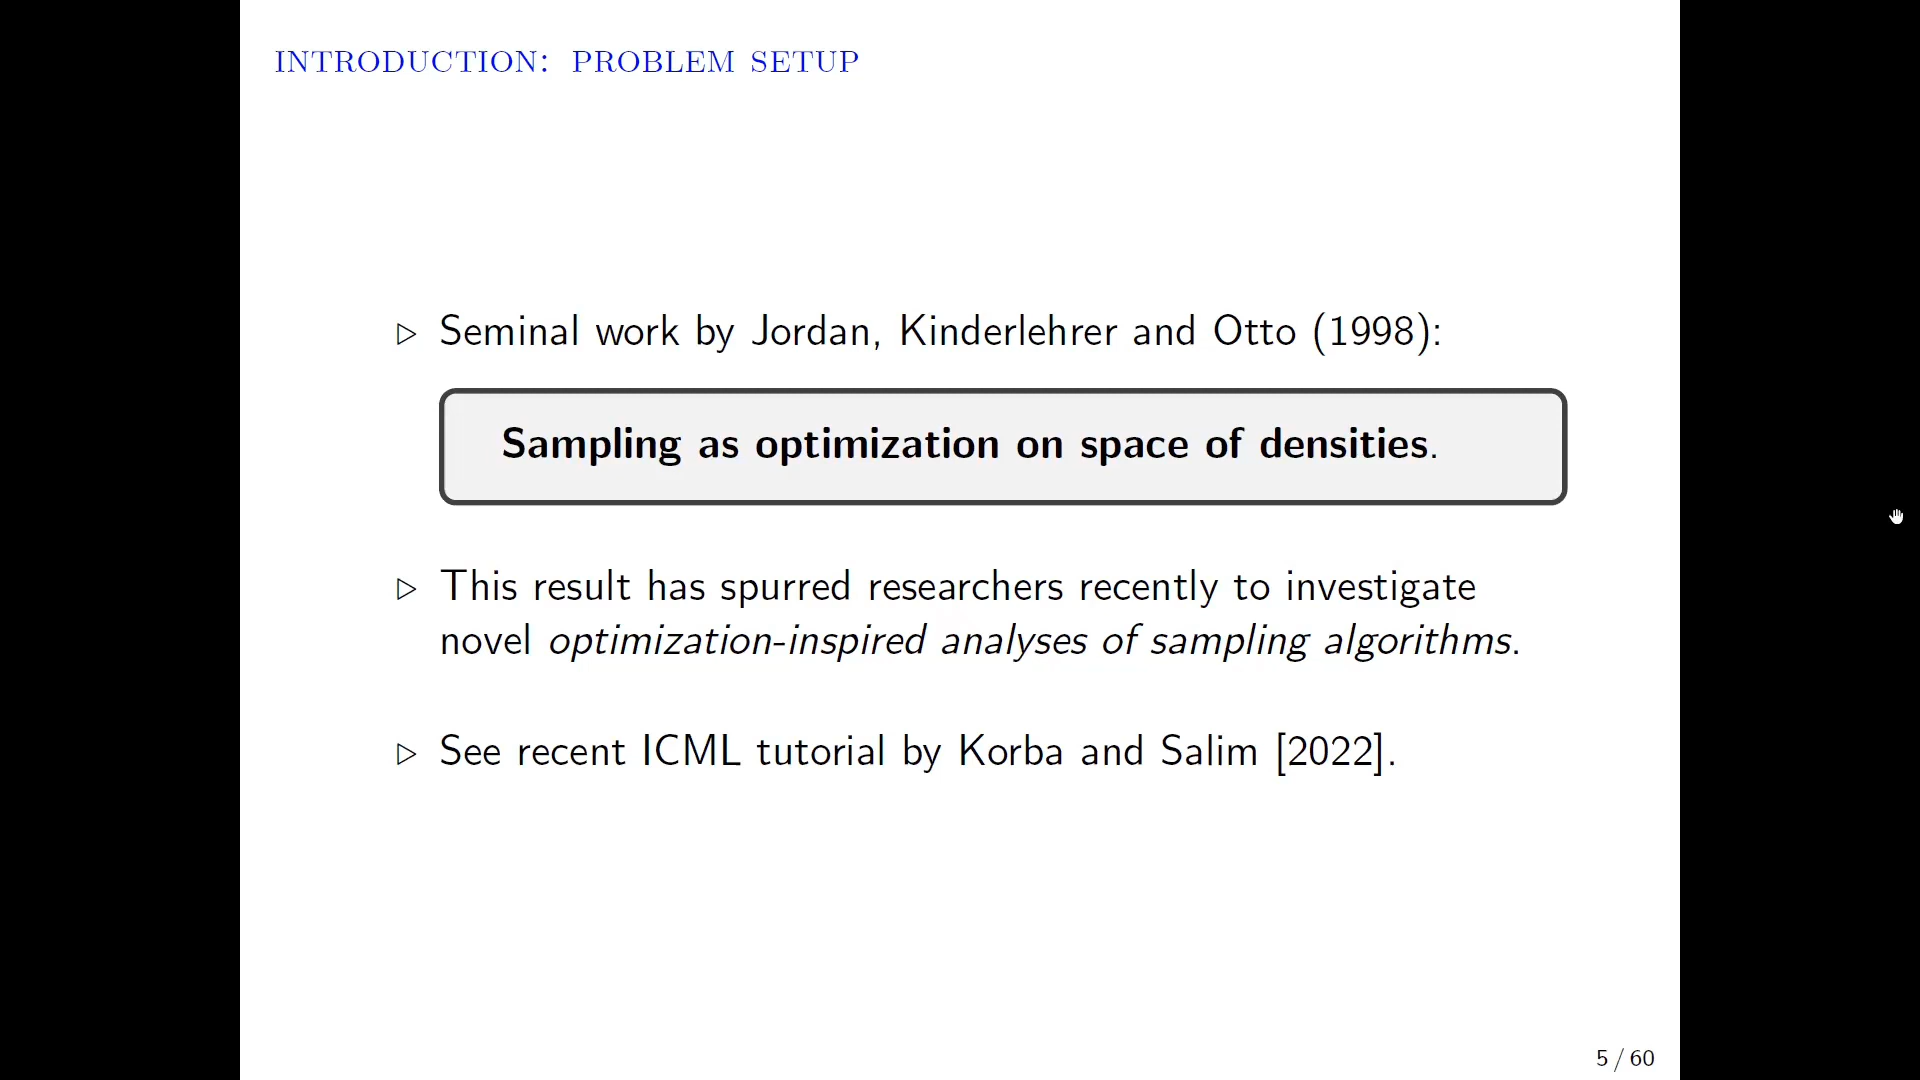 INTRODUCTION: PROBLEM SETUP
▷ Seminal work by Jordan, Kinderlehrer and Otto (1998):
Sampling as optimization on space of densities.
▷ This result has spurred researchers recently to investigate
novel optimization-inspired analyses of sampling algorithms.
▷ See recent ICML tutorial by Korba and Salim [2022].
5 / 60